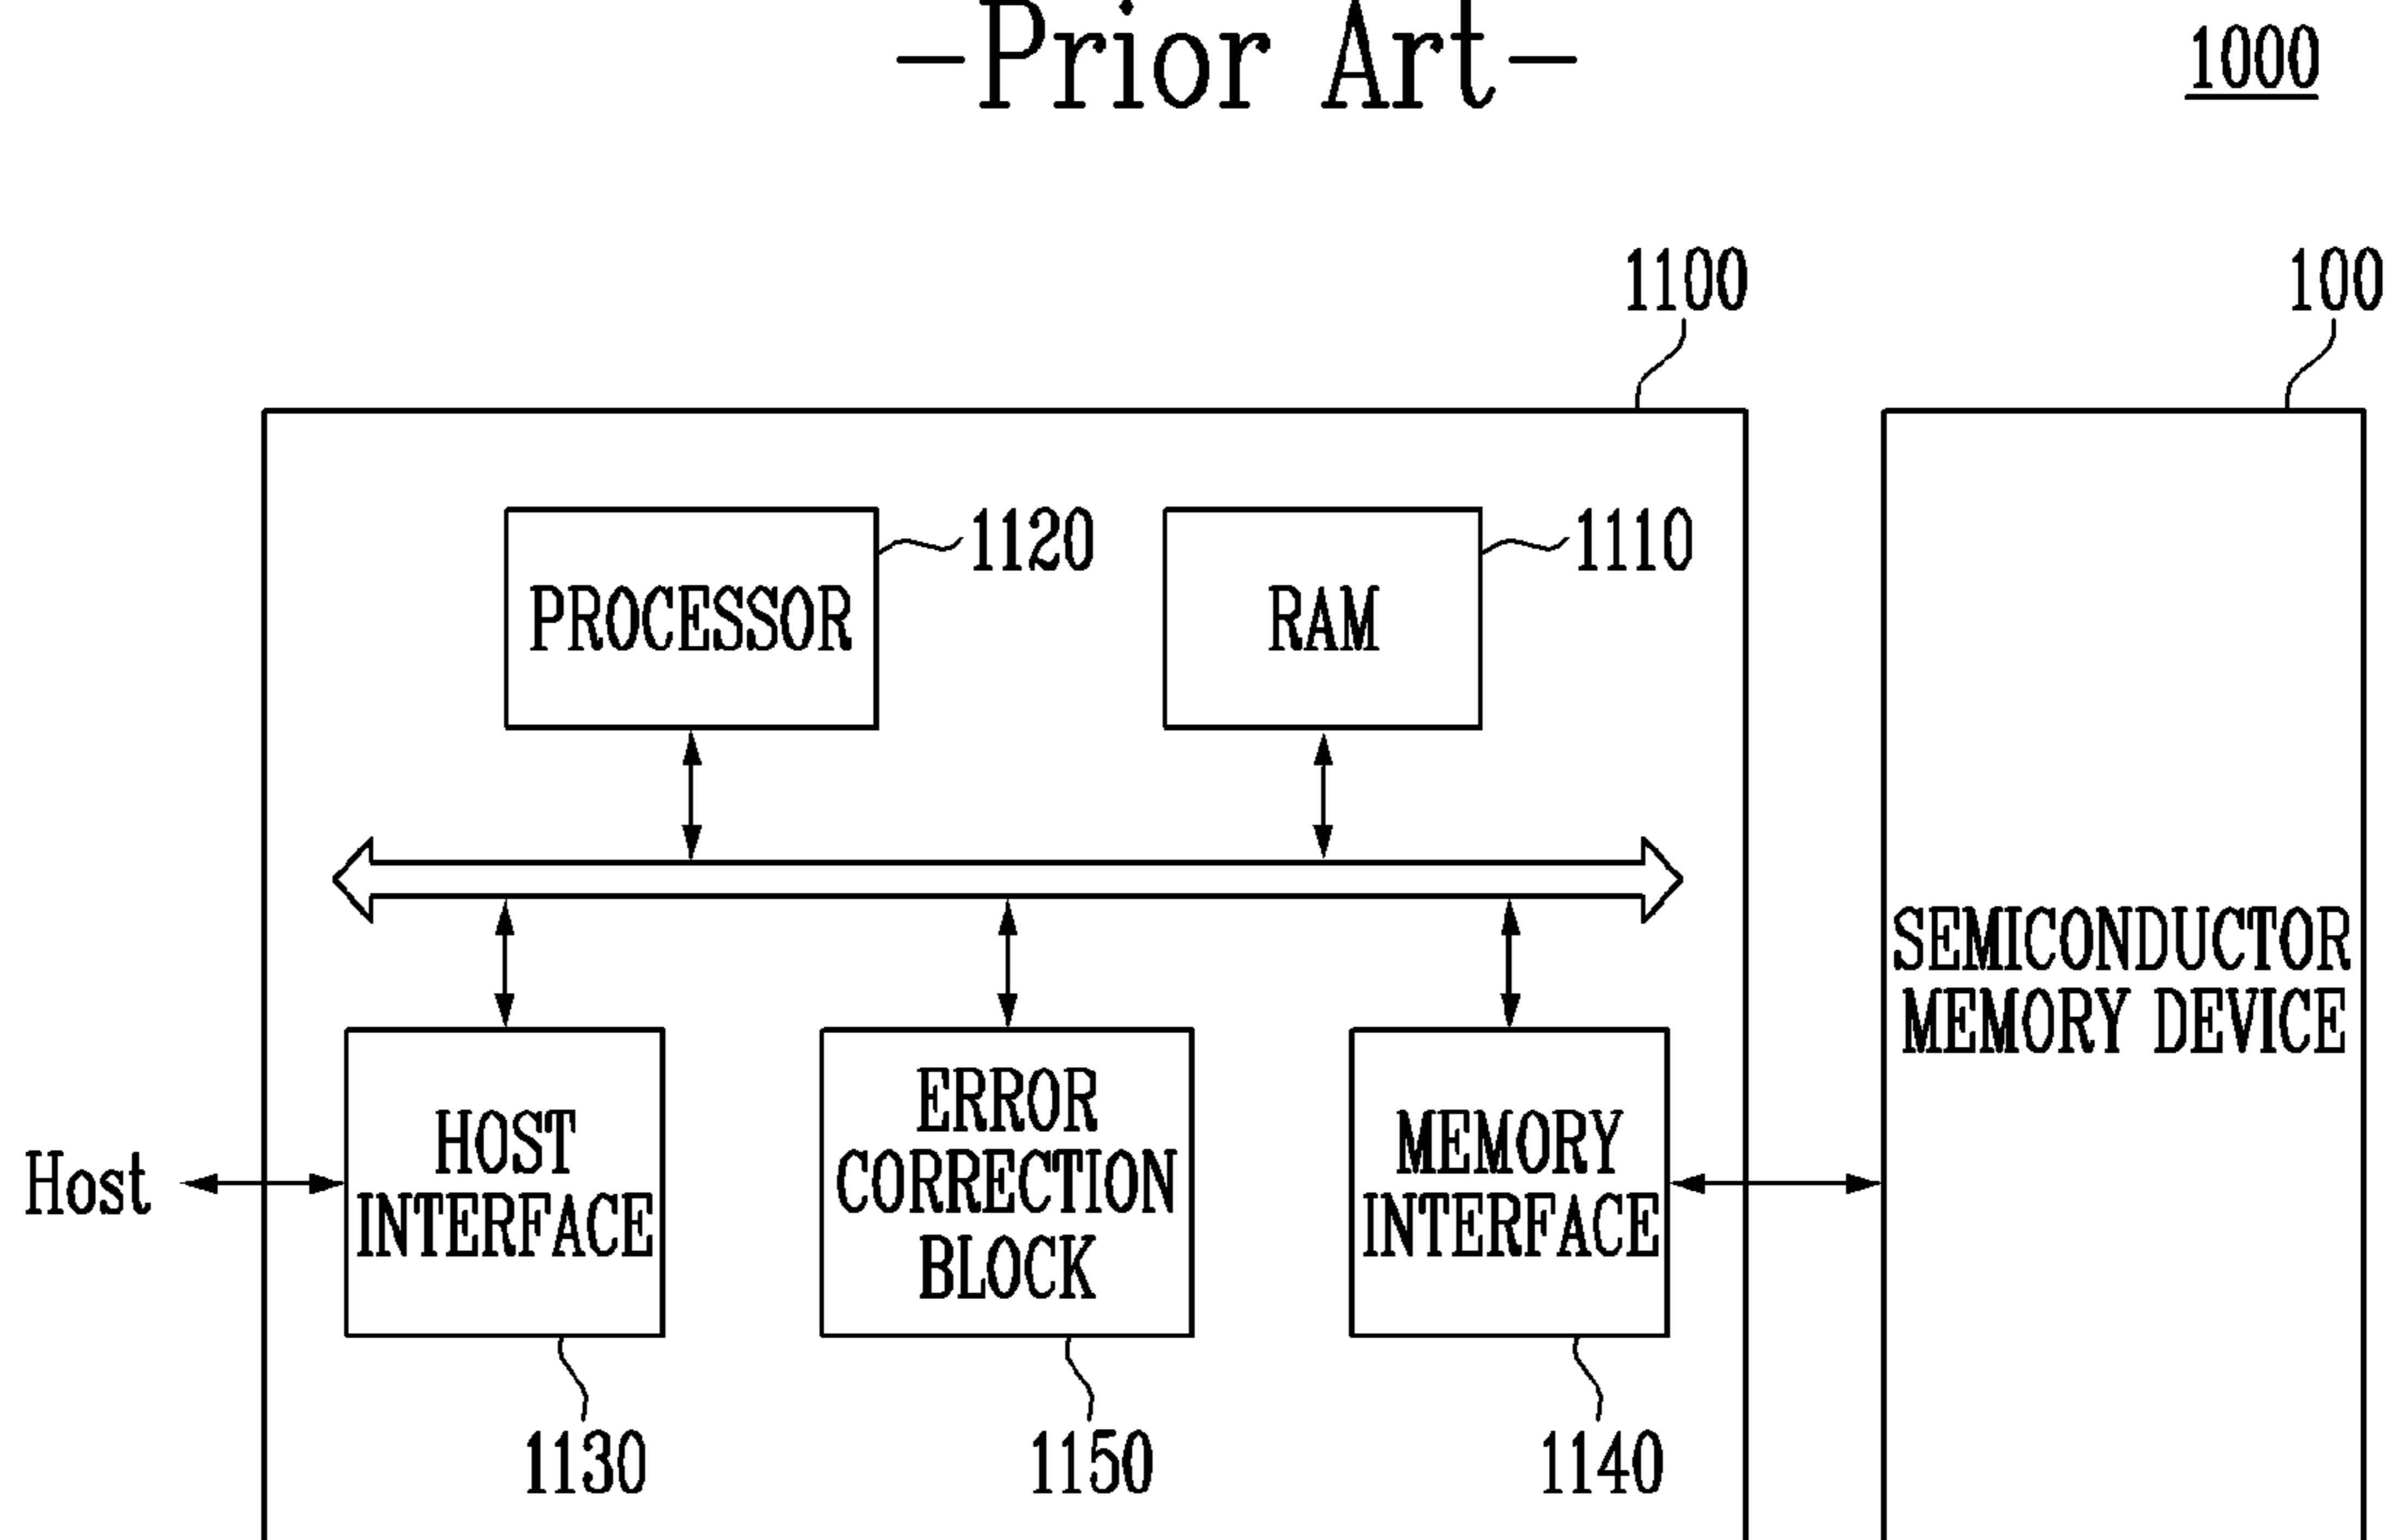 -Prior Art-
1000
1100
100
1120
1110
PROCESSOR
RAM
SEMICONDUCTOR
MEMORY DEVICE
HOST
INTERFACE
ERROR
CORRECTION
BLOCK
MEMORY
INTERFACE
Host
1130
1150
1140